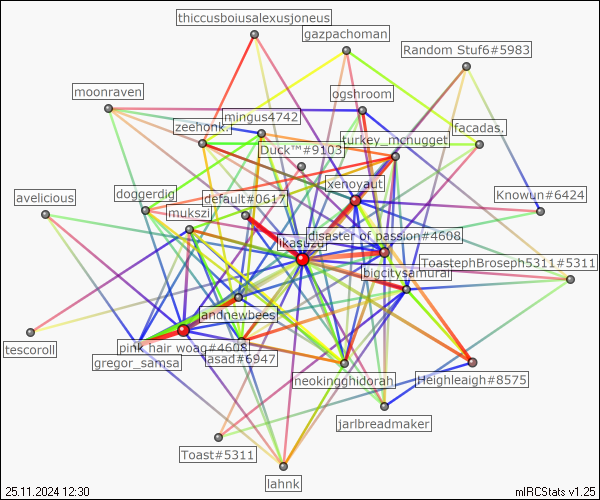 thiccusboiusalexusjoneus
gazpachoman
Random Stuf6#5983
moonraven
ogshroom
mingus4742
zeehonk.
facadas.
turkey_mcnugget
Duck™#9103
xenoyaut
doggerdig
avelicious
default#0617
Knowun#6424
mukszij
disaster of passion#4608
ikasuzu
ToastephBroseph5311#5311
bigcitysamurai
andnewbees
pink hair woag#4608
tescoroll
asad#6947
gregor_samsa
neokingghidorah
Heighleaigh#8575
jarlbreadmaker
Toast#5311
lahnk
25.11.2024 12:30
mIRCStats v1.25